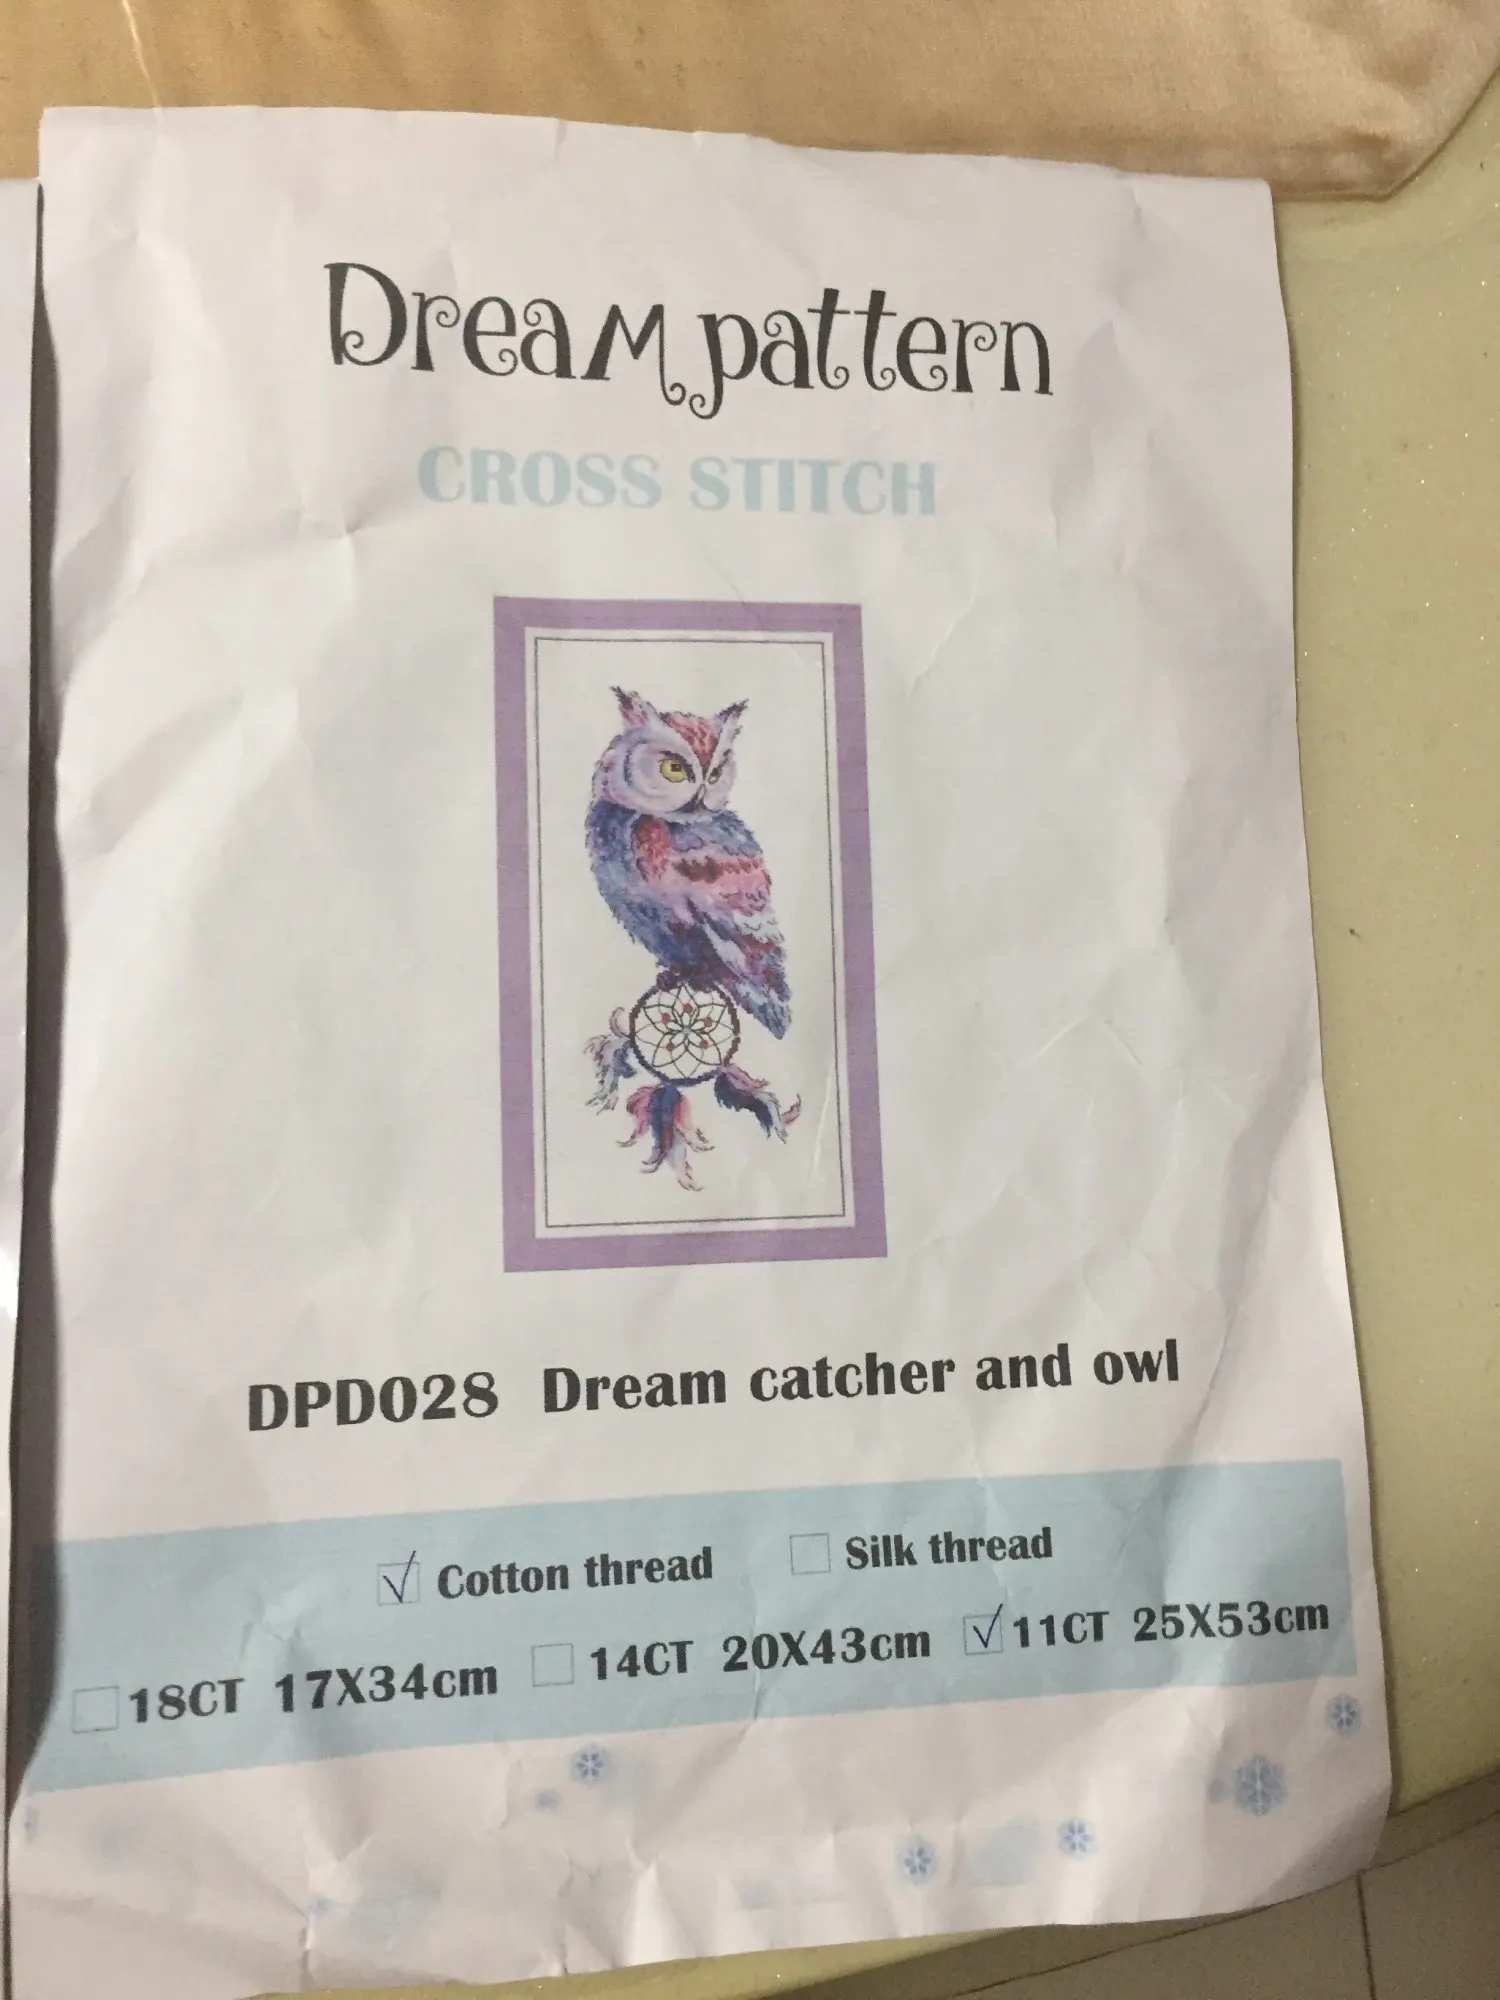 Dream pattern
CROSS STITCH
DPD028 Dream catcher and owl
Cotton thread Silk thread
18CT 17X34cm 14CT 20X43cm 11CT 25X53cm